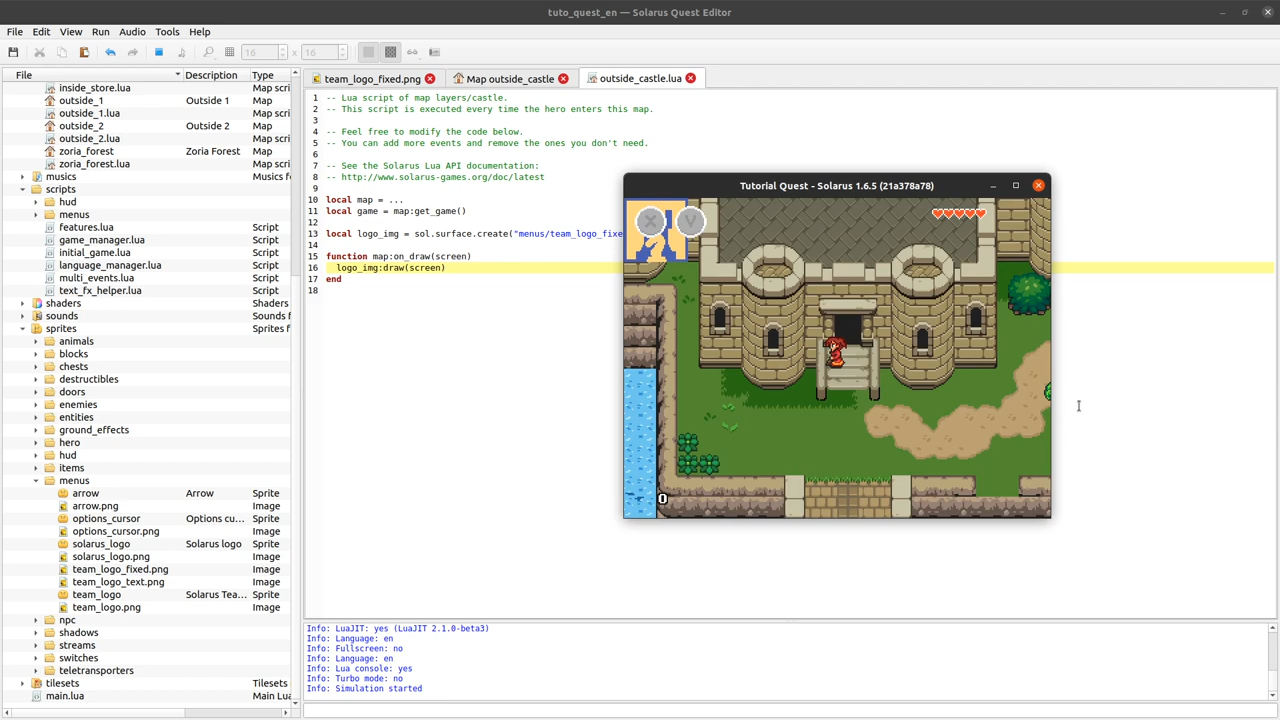 tuto_quest_en — Solarus Quest Editor
File Edit View Run Audio Tools Help
16 x 16
File Description Type
inside_store.lua Map scri
outside_1 Outside 1 Map
outside_1.lua Map scri
outside_2 Outside 2 Map
outside_2.lua Map scri
zoria_forest Zoria Forest Map
zoria_forest.lua Map scri
musics Musics f
scripts
hud
menus
features.lua Script
game_manager.lua Script
initial_game.lua Script
language_manager.lua Script
multi_events.lua Script
text_fx_helper.lua Script
shaders Shaders
sounds Sounds f
sprites Sprites f
animals
blocks
chests
destructibles
doors
enemies
entities
ground_effects
hero
hud
items
menus
arrow Arrow Sprite
arrow.png Image
options_cursor Options cu... Sprite
options_cursor.png Image
solarus_logo Solarus logo Sprite
solarus_logo.png Image
team_logo_fixed.png Image
team_logo_text.png Image
team_logo Solarus Tea... Sprite
team_logo.png Image
npc
shadows
streams
switches
teletransporters
tilesets Tilesets
main.lua Main Lua
team_logo_fixed.png Map outside_castle outside_castle.lua
1 -- Lua script of map layers/castle.
2 -- This script is executed every time the hero enters this map.
3
4 -- Feel free to modify the code below.
5 -- You can add more events and remove the ones you don't need.
6
7 -- See the Solarus Lua API documentation:
8 -- http://www.solarus-games.org/doc/latest
9
10 local map = ...
11 local game = map:get_game()
12
13 local logo_img = sol.surface.create("menus/team_logo_fixe
14
15 function map:on_draw(screen)
16 logo_img:draw(screen)
17 end
18
Tutorial Quest - Solarus 1.6.5 (21a378a78)
X Y
0
Info: LuaJIT: yes (LuaJIT 2.1.0-beta3)
Info: Language: en
Info: Fullscreen: no
Info: Language: en
Info: Lua console: yes
Info: Turbo mode: no
Info: Simulation started